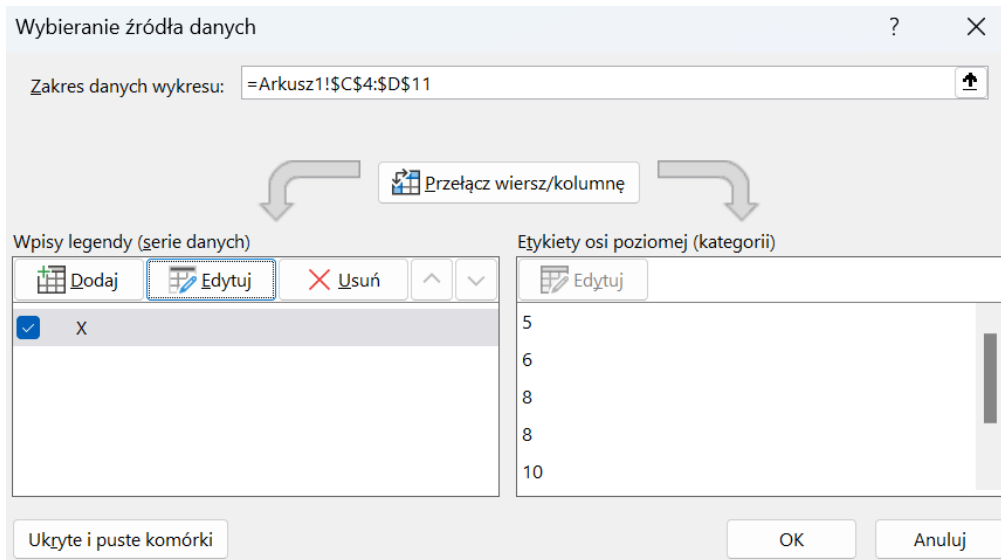 Wybieranie źródła danych ?
Zakres danych wykresu: =Arkusz1!$C$4:$D$11
Przełącz wiersz/kolumnę
Wpisy legendy (serie danych)
Dodaj Edytuj Usuń
X
Etykiety osi poziomej (kategorii)
Edytuj
5
6
8
8
10
Ukryte i puste komórki OK Anuluj